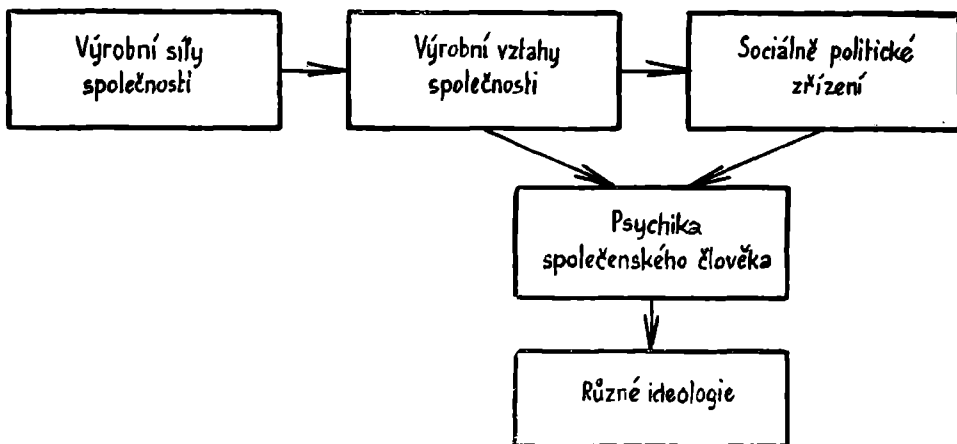 Výrobní síly
společnosti
Výrobní vztahy
společnosti
Sociálně politické
zřízení
Psychika
společenského člověka
Různé ideologie